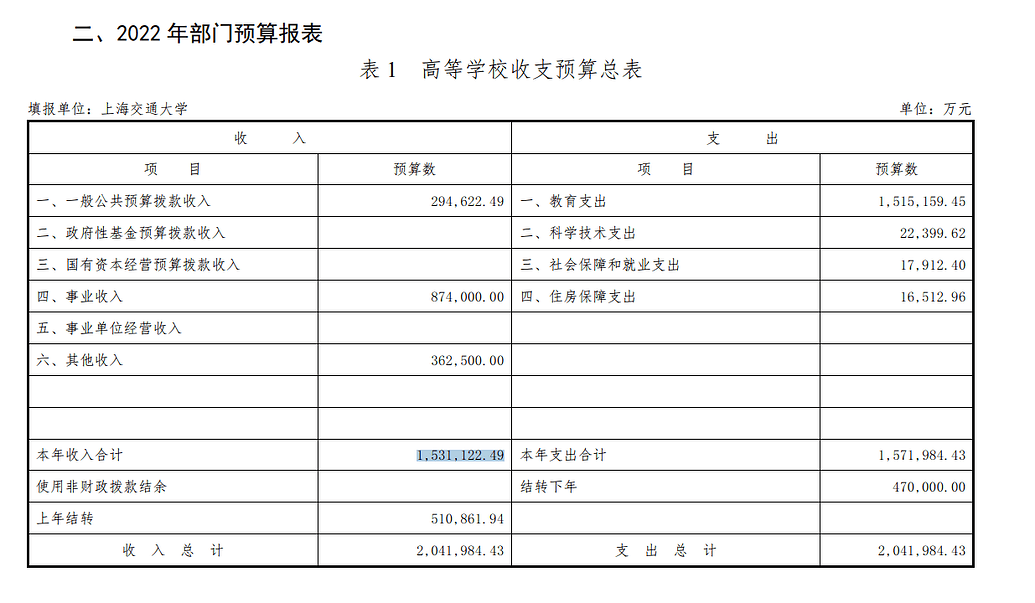 二、2022 年部门预算报表
表 1 高等学校收支预算总表
填报单位：上海交通大学 单位：万元
收 入 支 出
项 目 预算数 项 目 预算数
一、一般公共预算拨款收入 294,622.49 一、教育支出 1,515,159.45
二、政府性基金预算拨款收入 二、科学技术支出 22,399.62
三、国有资本经营预算拨款收入 三、社会保障和就业支出 17,912.40
四、事业收入 874,000.00 四、住房保障支出 16,512.96
五、事业单位经营收入
六、其他收入 362,500.00
本年收入合计 1,531,122.49 本年支出合计 1,571,984.43
使用非财政拨款结余 结转下年 470,000.00
上年结转 510,861.94
收 入 总 计 2,041,984.43 支 出 总 计 2,041,984.43